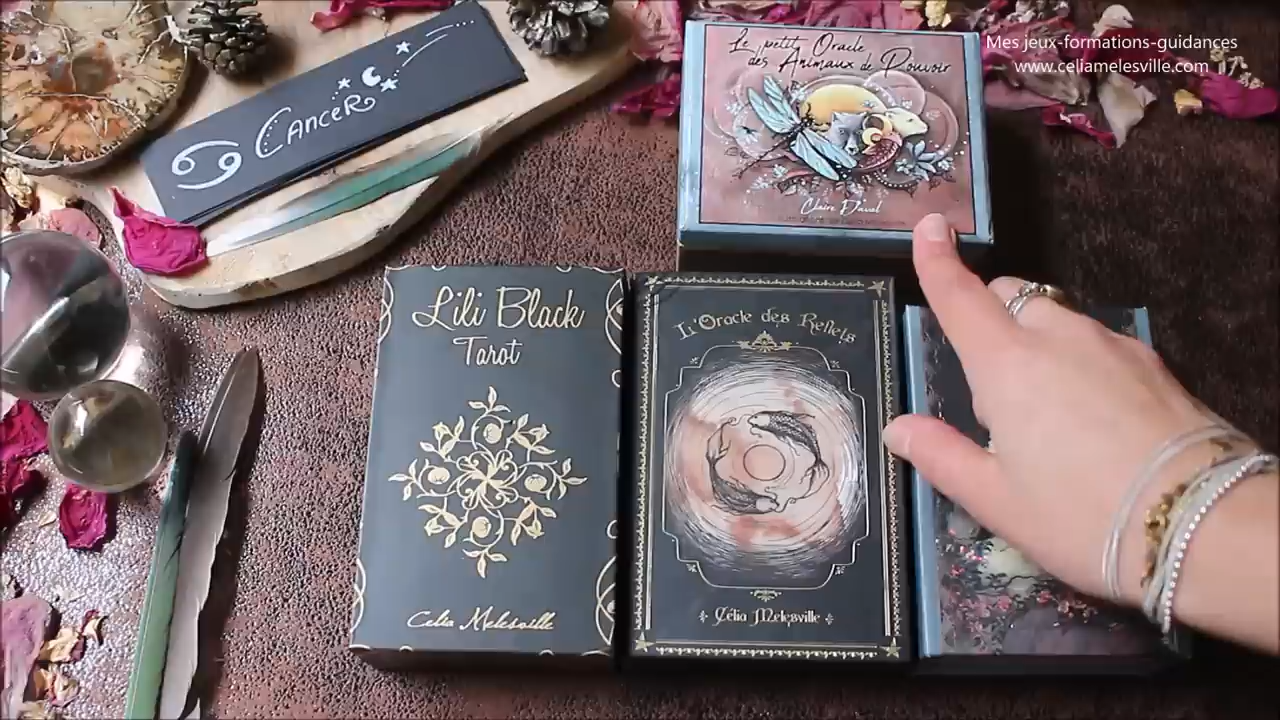 Mes jeux-formations-guidances
www.celiamelesville.com
CanceR
Le petit Oracle
des Animaux de Pouvoir
Claire Duval
Lili Black
Tarot
Celia Melesville
L'Oracle des Reflets
Célia Melesville